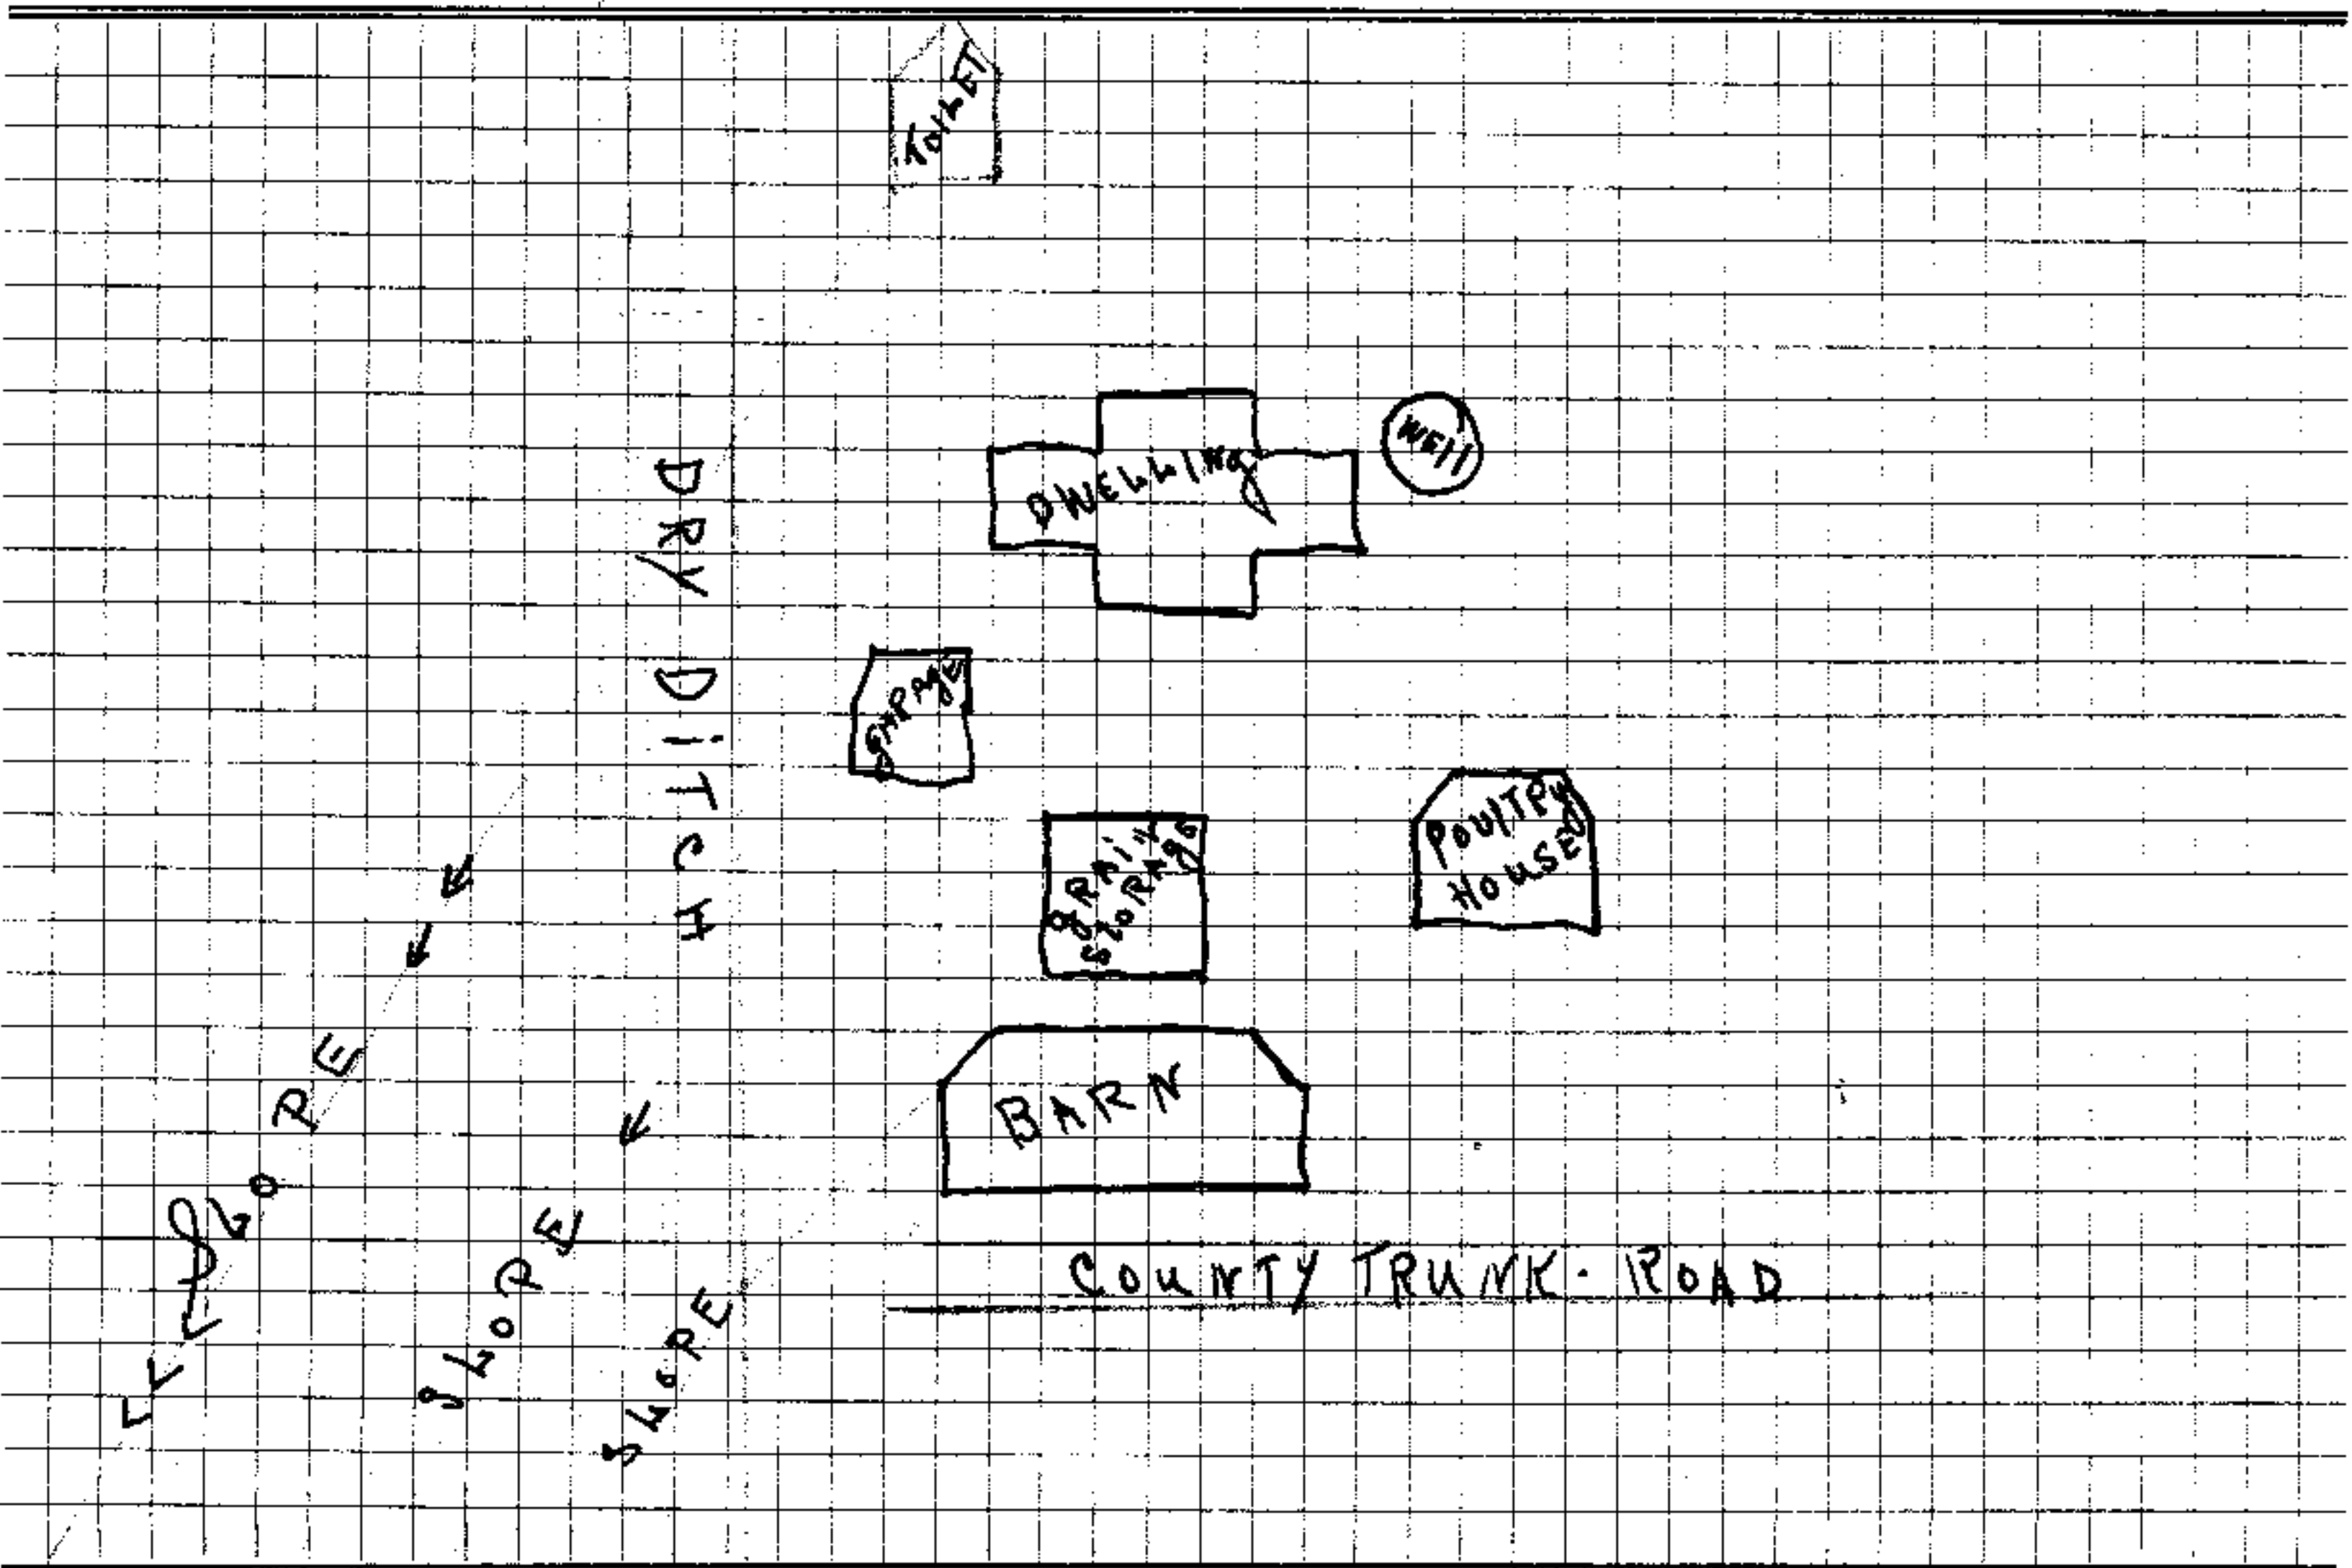 TOILET
DWELLINg
WEll
DRY DiTCH
gARAgE
gRAiN
StoRAgE
PoulTRy
HousE
BARN
SLoPE
SLoPE
SLoPE
CouNTY TRUNK. ROAD